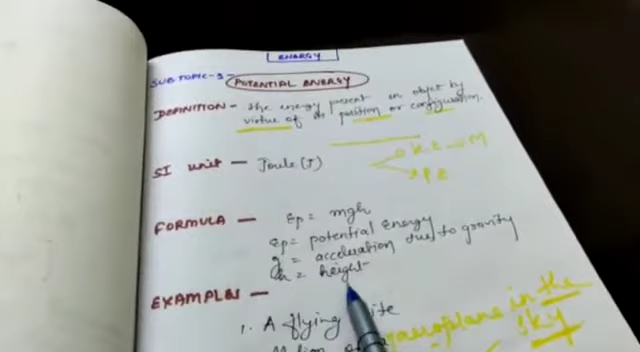 ENERGY
SUB TOPIC-3- POTENTIAL ENERGY
DEFINITION - The energy present in object by
virtue of its position or configuration.
SI unit - Joule (J)
K.E → M
P E
FORMULA - Ep = mgh
Ep = potential energy
g = acceleration due to gravity
h = height
EXAMPLES -
1. A flying kite
aeroplane in the
sky